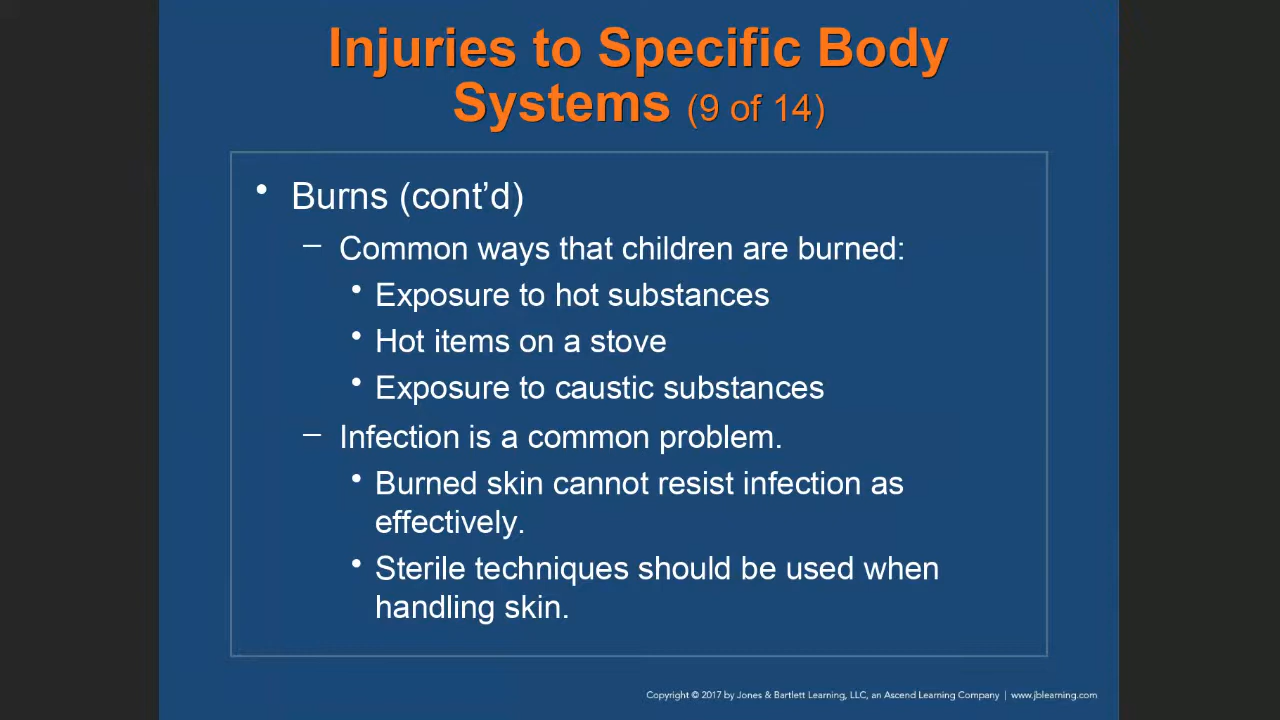 Injuries to Specific Body
Systems (9 of 14)
• Burns (cont’d)
– Common ways that children are burned:
• Exposure to hot substances
• Hot items on a stove
• Exposure to caustic substances
– Infection is a common problem.
• Burned skin cannot resist infection as
effectively.
• Sterile techniques should be used when
handling skin.
Copyright © 2017 by Jones & Bartlett Learning, LLC, an Ascend Learning Company | www.jblearning.com